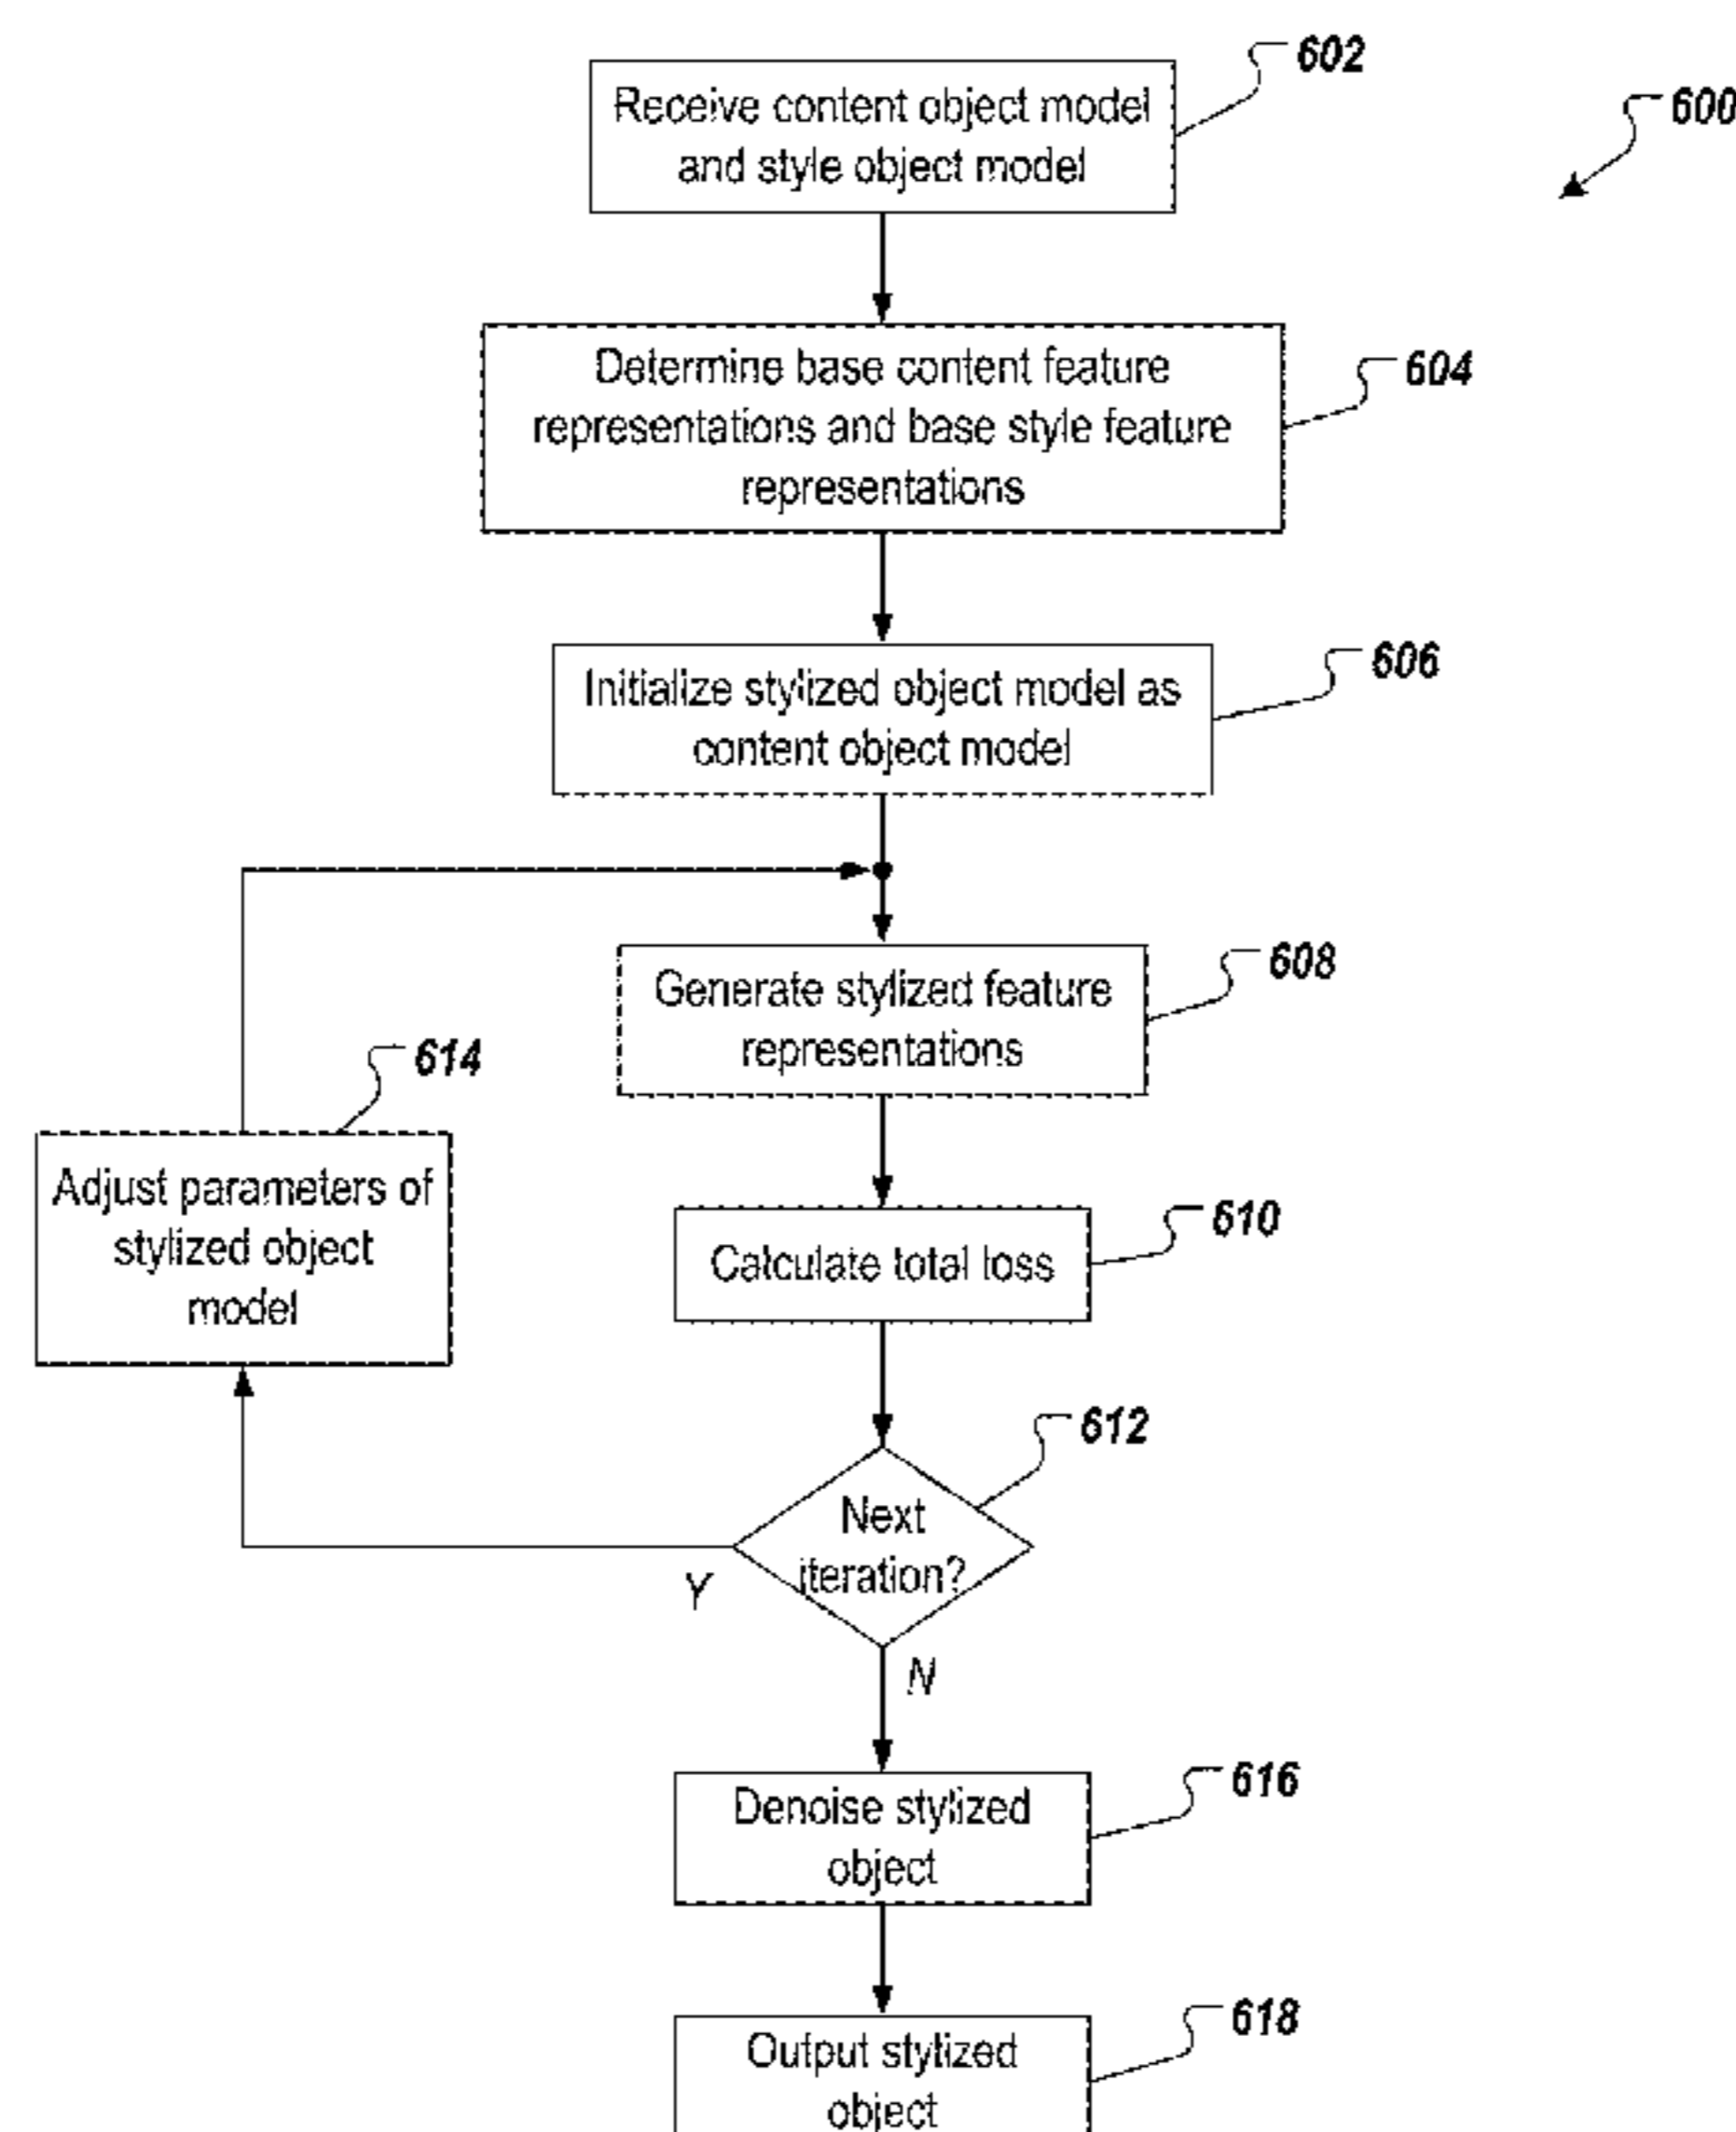 602
600
Receive content object model
and style object model
604
Determine base content feature
representations and base style feature
representations
606
Initialize stylized object model as
content object model
608
Generate stylized feature
representations
614
Adjust parameters of
stylized object
model
610
Calculate total loss
612
Next
iteration?
Y
N
616
Denoise stylized
object
618
Output stylized
object